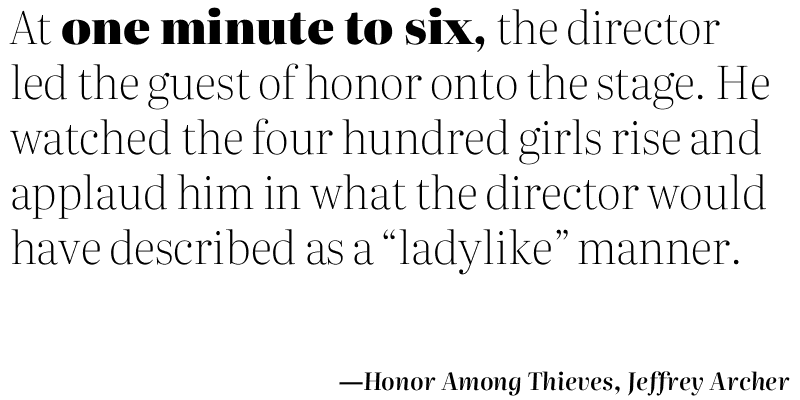 At one minute to six, the director
led the guest of honor onto the stage. He
watched the four hundred girls rise and
applaud him in what the director would
have described as a “ladylike” manner.
—Honor Among Thieves, Jeffrey Archer